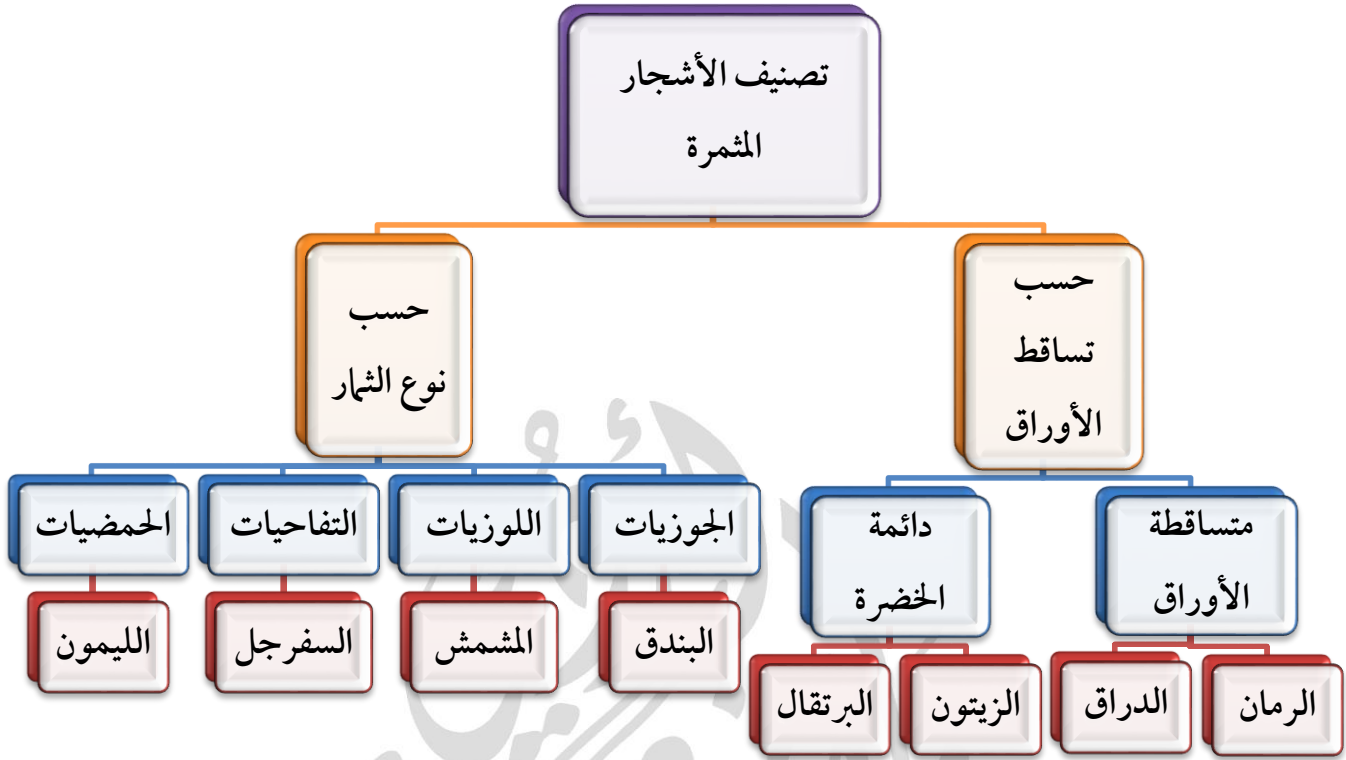 تصنيف الأشجار
المثمرة
حسب
تساقط
الأوراق
حسب
نوع الثمار
متساقطة
الأوراق
دائمة
الخضرة
الجوزيات
اللوزيات
التفاحيات
الحمضيات
الرمان
الدراق
الزيتون
البرتقال
البندق
المشمش
السفرجل
الليمون